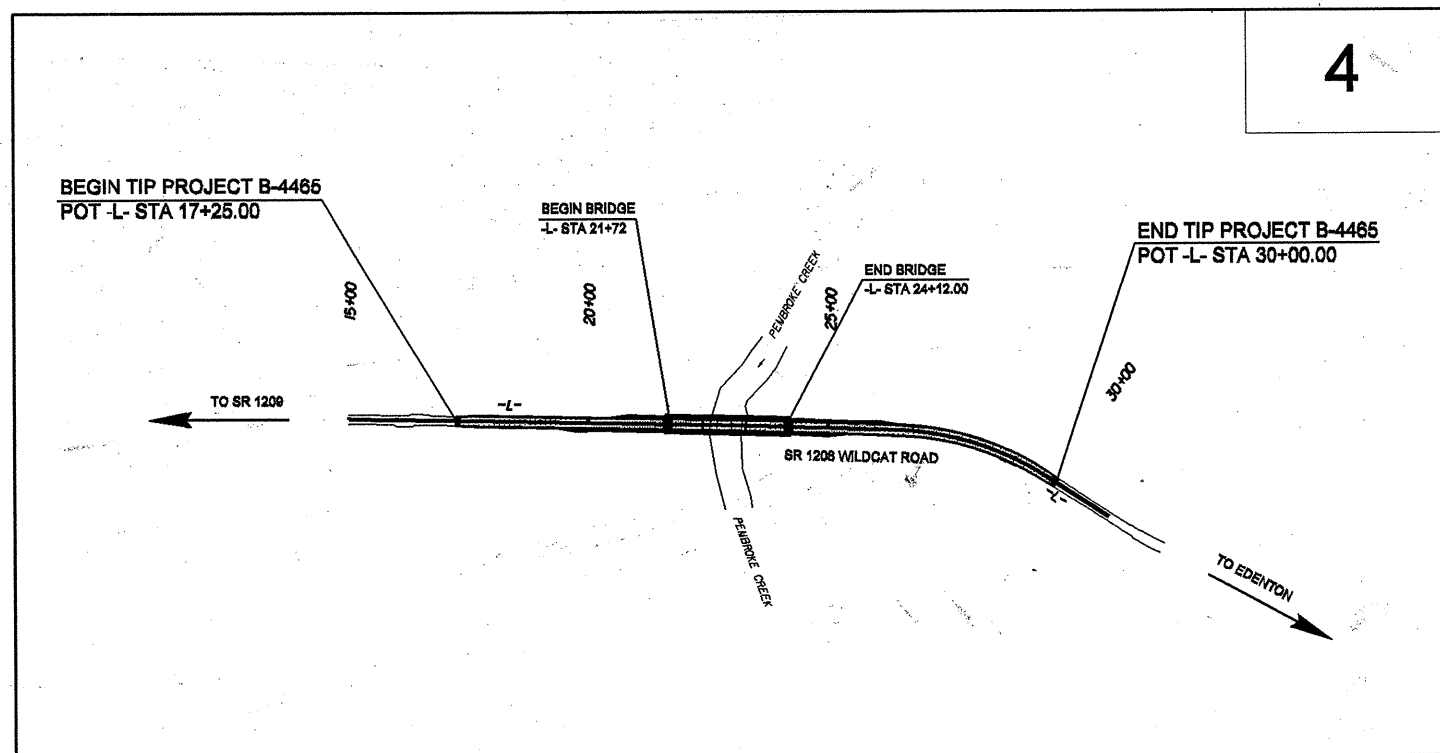 4
BEGIN TIP PROJECT B-4465
POT -L- STA 17+25.00
BEGIN BRIDGE
-L- STA 21+72
END TIP PROJECT B-4465
POT -L- STA 30+00.00
END BRIDGE
-L- STA 24+12.00
PEMBROKE CREEK
15+00
20+00
25+00
30+00
TO SR 1209
-L-
SR 1208 WILDCAT ROAD
-L-
PEMBROKE CREEK
TO EDENTON